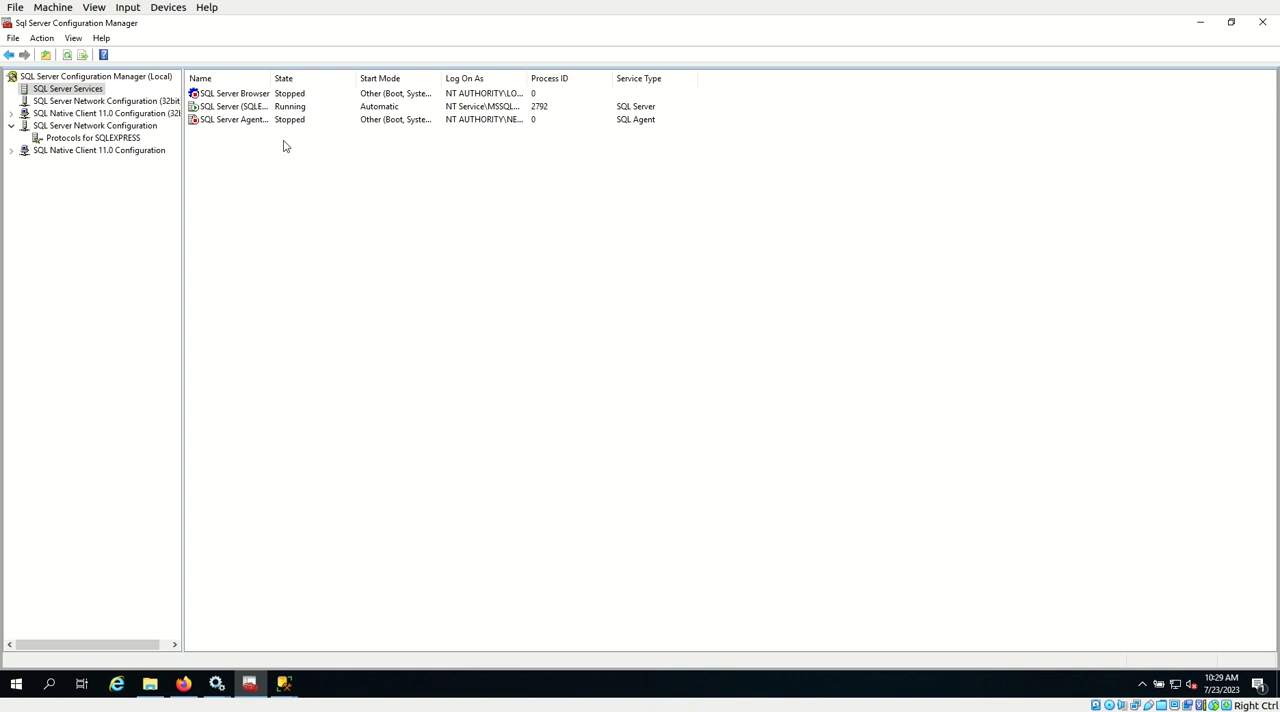 File Machine View Input Devices Help
Sql Server Configuration Manager
File Action View Help
SQL Server Configuration Manager (Local)
SQL Server Services
SQL Server Network Configuration (32bit
SQL Native Client 11.0 Configuration (32l
SQL Server Network Configuration
Protocols for SQLEXPRESS
SQL Native Client 11.0 Configuration
Name State Start Mode Log On As Process ID Service Type
SQL Server Browser Stopped Other (Boot, Syste... NT AUTHORITY\LO... 0
SQL Server (SQLE... Running Automatic NT Service\MSSQL... 2792 SQL Server
SQL Server Agent... Stopped Other (Boot, Syste... NT AUTHORITY\NE... 0 SQL Agent
10:29 AM
7/23/2023
1
Right Ctrl